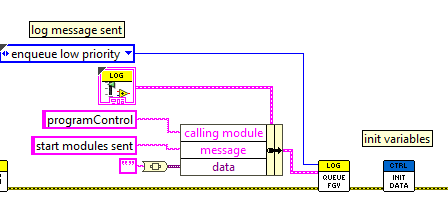 log message sent
enqueue low priority
LOG
programControl
calling module
start modules sent
message
data
init variables
LOG
QUEUE
FGV
CTRL
INIT
DATA